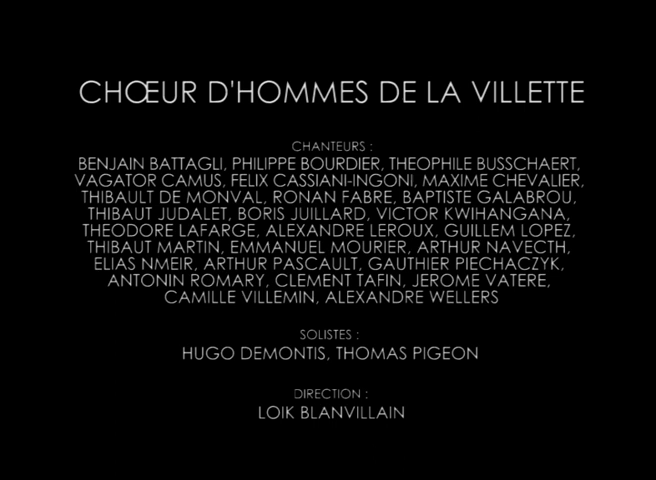 CHŒUR D'HOMMES DE LA VILLETTE
CHANTEURS :
BENJAIN BATTAGLI, PHILIPPE BOURDIER, THEOPHILE BUSSCHAERT,
VAGATOR CAMUS, FELIX CASSIANI-INGONI, MAXIME CHEVALIER,
THIBAULT DE MONVAL, RONAN FABRE, BAPTISTE GALABROU,
THIBAUT JUDALET, BORIS JUILLARD, VICTOR KWIHANGANA,
THEODORE LAFARGE, ALEXANDRE LEROUX, GUILLEM LOPEZ,
THIBAUT MARTIN, EMMANUEL MOURIER, ARTHUR NAVECTH,
ELIAS NMEIR, ARTHUR PASCAULT, GAUTHIER PIECHACZYK,
ANTONIN ROMARY, CLEMENT TAFIN, JEROME VATERE,
CAMILLE VILLEMIN, ALEXANDRE WELLERS
SOLISTES :
HUGO DEMONTIS, THOMAS PIGEON
DIRECTION :
LOIK BLANVILLAIN